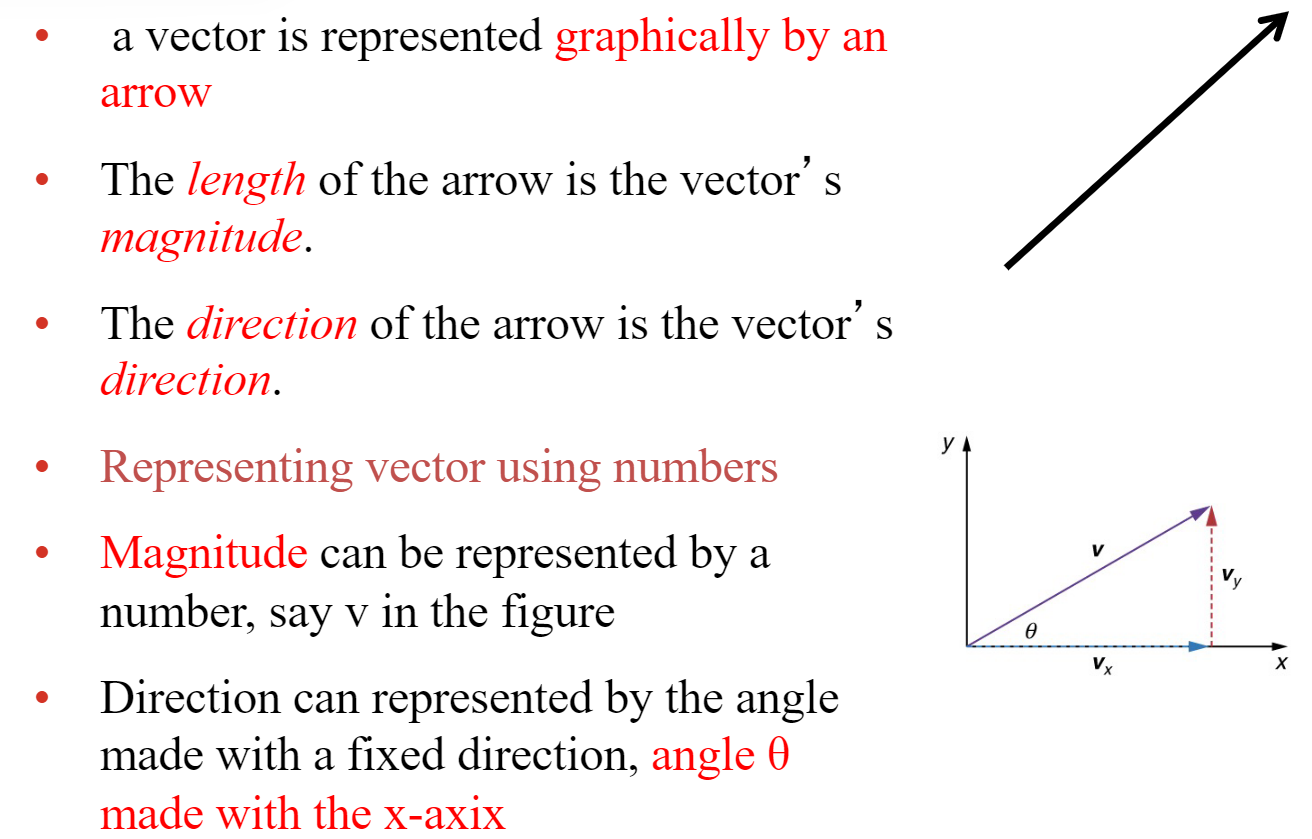 • a vector is represented graphically by an
arrow
• The length of the arrow is the vector’ s
magnitude.
• The direction of the arrow is the vector’ s
direction.
• Representing vector using numbers
• Magnitude can be represented by a
number, say v in the figure
• Direction can represented by the angle
made with a fixed direction, angle θ
made with the x-axix
y
v
vy
θ
vx
x